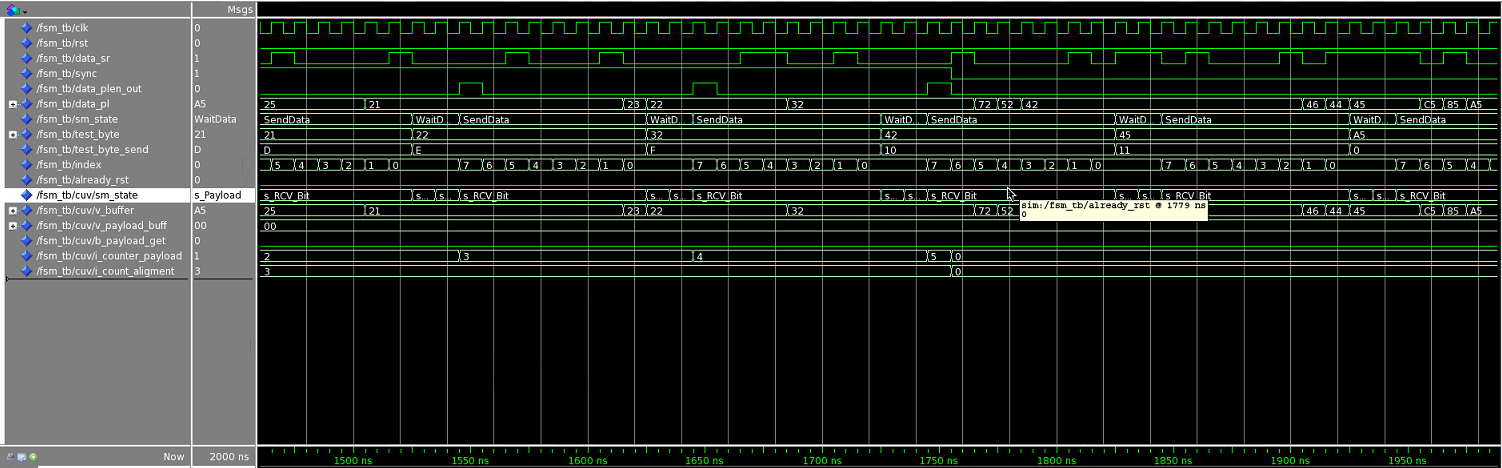 Msgs
/fsm_tb/clk 0
/fsm_tb/rst 0
/fsm_tb/data_sr 1
/fsm_tb/sync 1
/fsm_tb/data_plen_out 0
/fsm_tb/data_pl A5 25 21 23 22 32 72 52 42 46 44 45 C5 85 A5
/fsm_tb/sm_state WaitData SendData WaitD... SendData WaitD... SendData WaitD... SendData WaitD... SendData WaitD... SendData
/fsm_tb/test_byte 21 21 22 32 42 45 A5
/fsm_tb/test_byte_send D D E F 10 11 0
/fsm_tb/index 0 5 4 3 2 1 0 7 6 5 4 3 2 1 0 7 6 5 4 3 2 1 0 7 6 5 4 3 2 1 0 7 6 5 4 3 2 1 0 7 6 5 4
/fsm_tb/already_rst 0
/fsm_tb/cuv/sm_state s_Payload s_RCV_Bit s... s... s_RCV_Bit s... s... s_RCV_Bit s... s... s_RCV_Bit s... s... s_RCV_Bit s... s... s_RCV_Bit
sim:/fsm_tb/already_rst @ 1779 ns
0
/fsm_tb/cuv/v_buffer A5 25 21 23 22 32 72 52 46 44 45 C5 85 A5
/fsm_tb/cuv/v_payload_buff 00 00
/fsm_tb/cuv/b_payload_get 0
/fsm_tb/cuv/i_counter_payload 1 2 3 4 5 0
/fsm_tb/cuv/i_count_aligment 3 3 0
Now 2000 ns 1500 ns 1550 ns 1600 ns 1650 ns 1700 ns 1750 ns 1800 ns 1850 ns 1900 ns 1950 ns